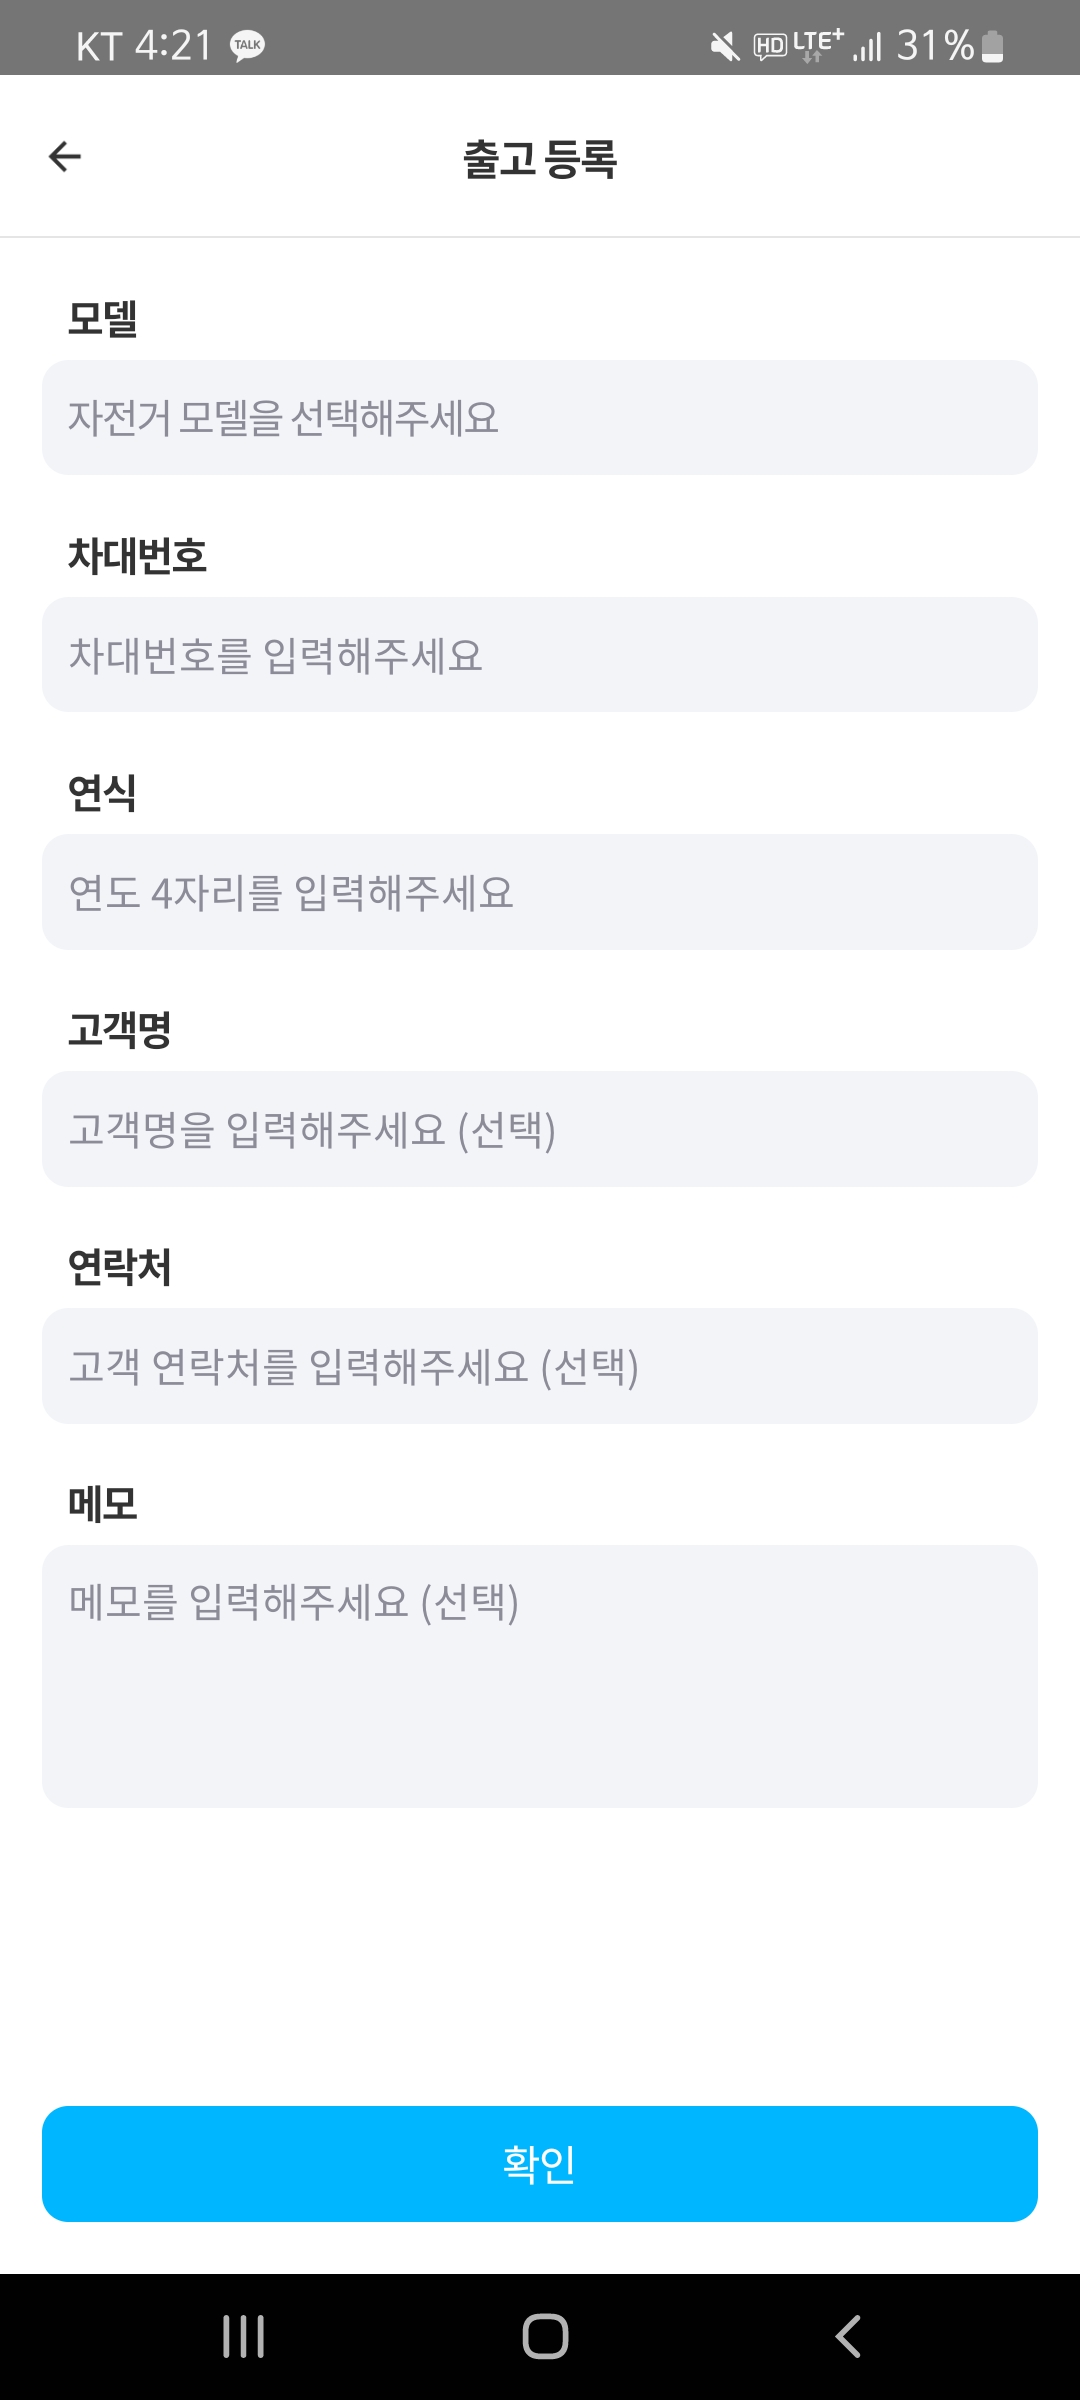 KT 4:21 TALK HD LTE+ 31%
출고 등록
모델
자전거 모델을 선택해주세요
차대번호
차대번호를 입력해주세요
연식
연도 4자리를 입력해주세요
고객명
고객명을 입력해주세요 (선택)
연락처
고객 연락처를 입력해주세요 (선택)
메모
메모를 입력해주세요 (선택)
확인